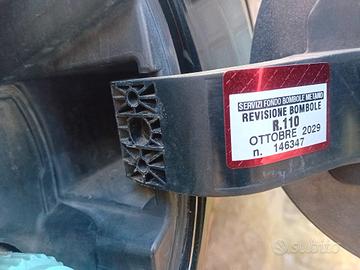 SERVIZI FONDO BOMBOLE METANO
REVISIONE BOMBOLE
R.110
OTTOBRE 2029
n. 146347
subito